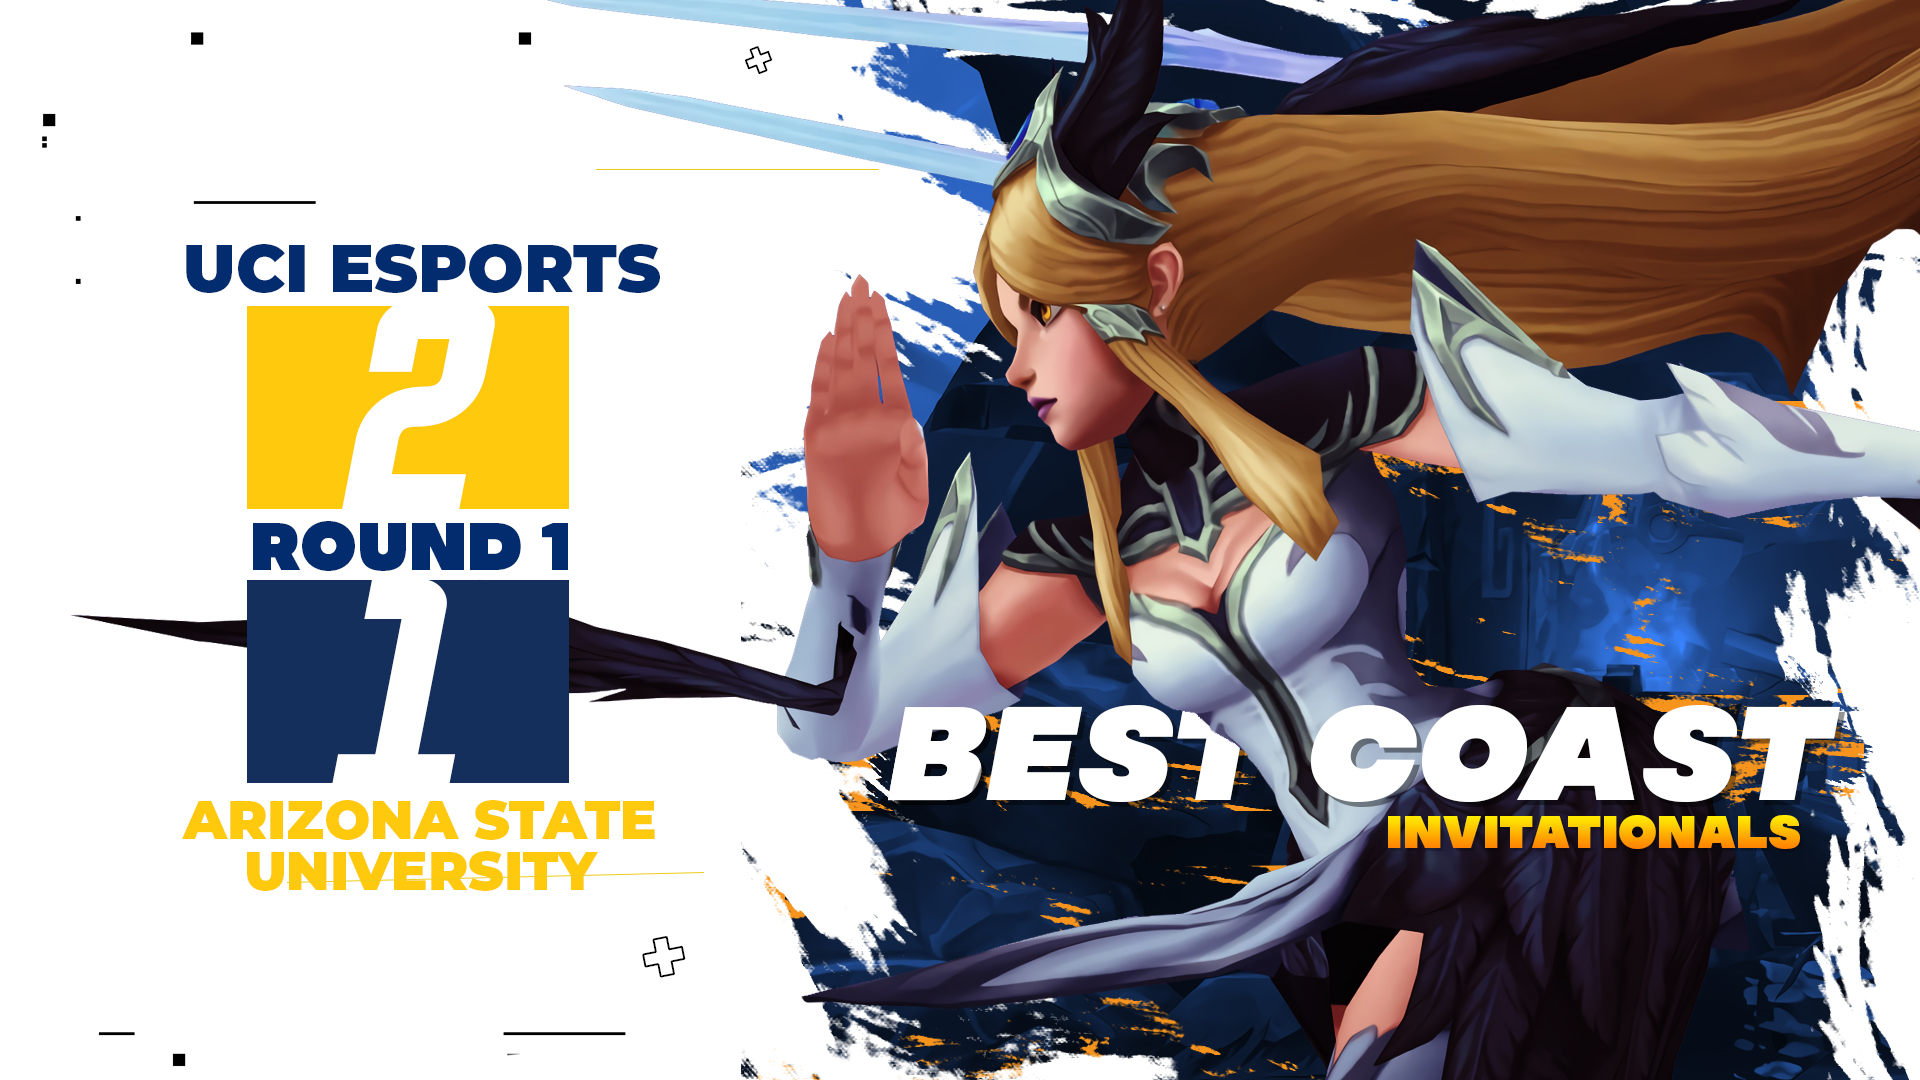 UCI ESPORTS
2
ROUND 1
1
ARIZONA STATE
UNIVERSITY
BEST COAST
INVITATIONALS